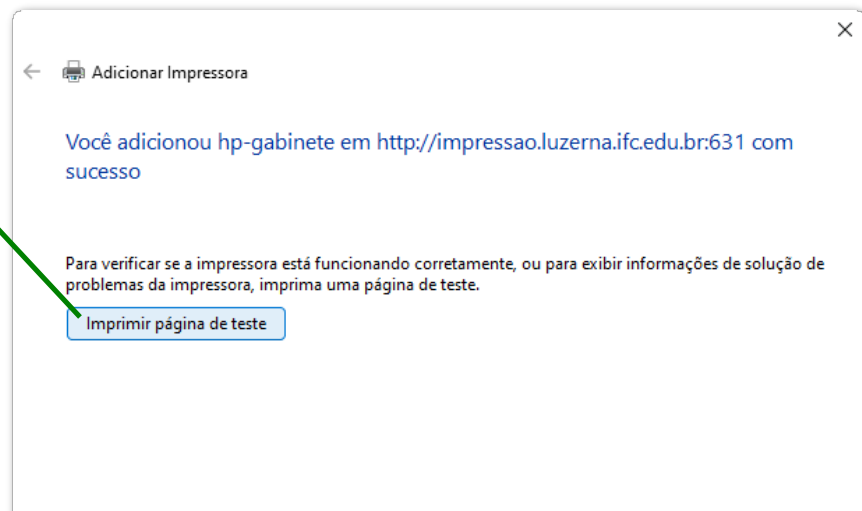 Adicionar Impressora
Você adicionou hp-gabinete em http://impressao.luzerna.ifc.edu.br:631 com
sucesso
Para verificar se a impressora está funcionando corretamente, ou para exibir informações de solução de
problemas da impressora, imprima uma página de teste.
Imprimir página de teste